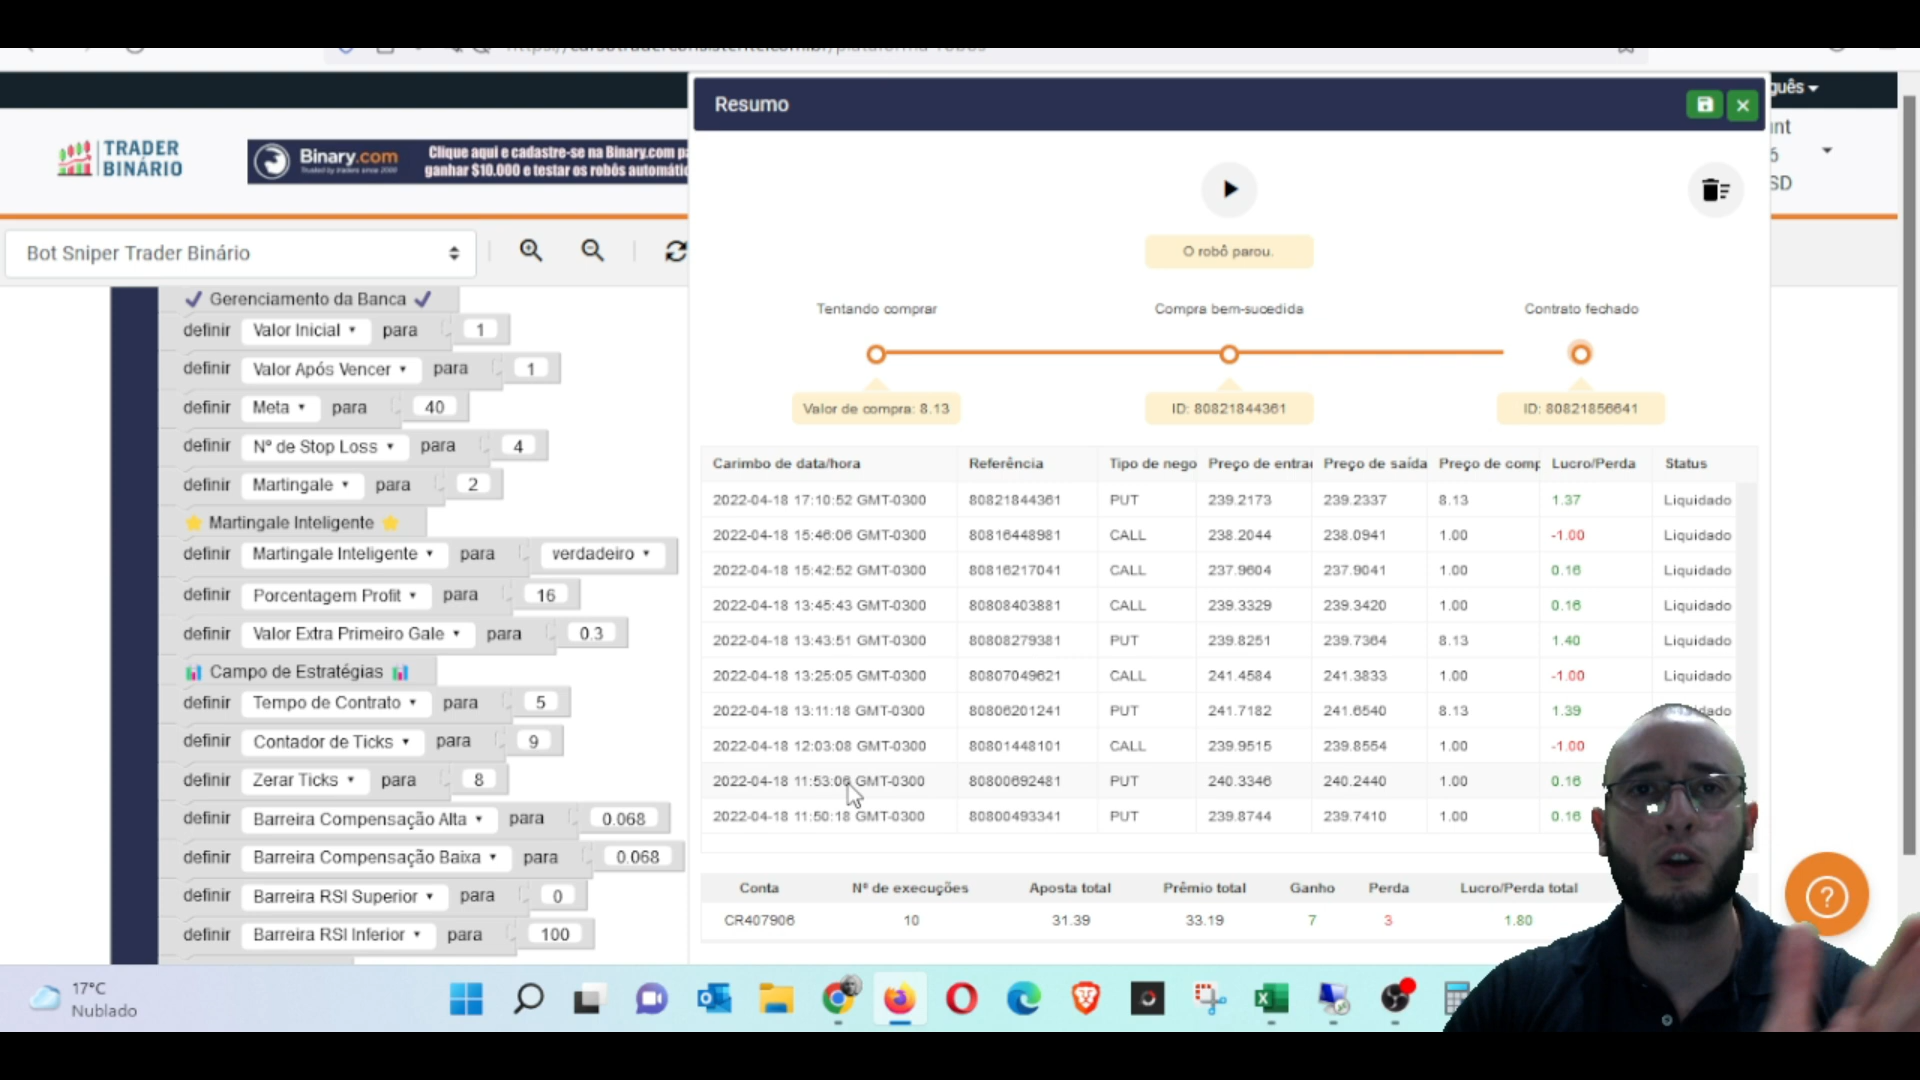 Resumo
guês
TRADER
BINÁRIO
Binary.com
Trusted by traders since 2000
Clique aqui e cadastre-se na Binary.com pa
ganhar $10.000 e testar os robôs automátic
SD
Bot Sniper Trader Binário
O robô parou.
Tentando comprar
Compra bem-sucedida
Contrato fechado
Valor de compra: 8.13
ID: 80821844361
ID: 80821856641
✔ Gerenciamento da Banca ✔
definir Valor Inicial para 1
definir Valor Após Vencer para 1
definir Meta para 40
definir Nº de Stop Loss para 4
definir Martingale para 2
⭐ Martingale Inteligente ⭐
definir Martingale Inteligente para verdadeiro
definir Porcentagem Profit para 16
definir Valor Extra Primeiro Gale para 0.3
📊 Campo de Estratégias 📊
definir Tempo de Contrato para 5
definir Contador de Ticks para 9
definir Zerar Ticks para 8
definir Barreira Compensação Alta para 0.068
definir Barreira Compensação Baixa para 0.068
definir Barreira RSI Superior para 0
definir Barreira RSI Inferior para 100
Carimbo de data/hora Referência Tipo de nego Preço de entrac Preço de saída Preço de comp Lucro/Perda Status
2022-04-18 17:10:52 GMT-0300 80821844361 PUT 239.2173 239.2337 8.13 1.37 Liquidado
2022-04-18 15:46:06 GMT-0300 80816448981 CALL 238.2044 238.0941 1.00 -1.00 Liquidado
2022-04-18 15:42:52 GMT-0300 80816217041 CALL 237.9604 237.9041 1.00 0.16 Liquidado
2022-04-18 13:45:43 GMT-0300 80808403881 CALL 239.3329 239.3420 1.00 0.16 Liquidado
2022-04-18 13:43:51 GMT-0300 80808279381 PUT 239.8251 239.7364 8.13 1.40 Liquidado
2022-04-18 13:25:05 GMT-0300 80807049621 CALL 241.4584 241.3833 1.00 -1.00 Liquidado
2022-04-18 13:11:18 GMT-0300 80806201241 PUT 241.7182 241.6540 8.13 1.39
2022-04-18 12:03:08 GMT-0300 80801448101 CALL 239.9515 239.8554 1.00 -1.00
2022-04-18 11:53:06 GMT-0300 80800692481 PUT 240.3346 240.2440 1.00 0.16
2022-04-18 11:50:18 GMT-0300 80800493341 PUT 239.8744 239.7410 1.00 0.16
Conta Nº de execuções Aposta total Prêmio total Ganho Perda Lucro/Perda total
CR407906 10 31.39 33.19 7 3 1.80
17°C
Nublado